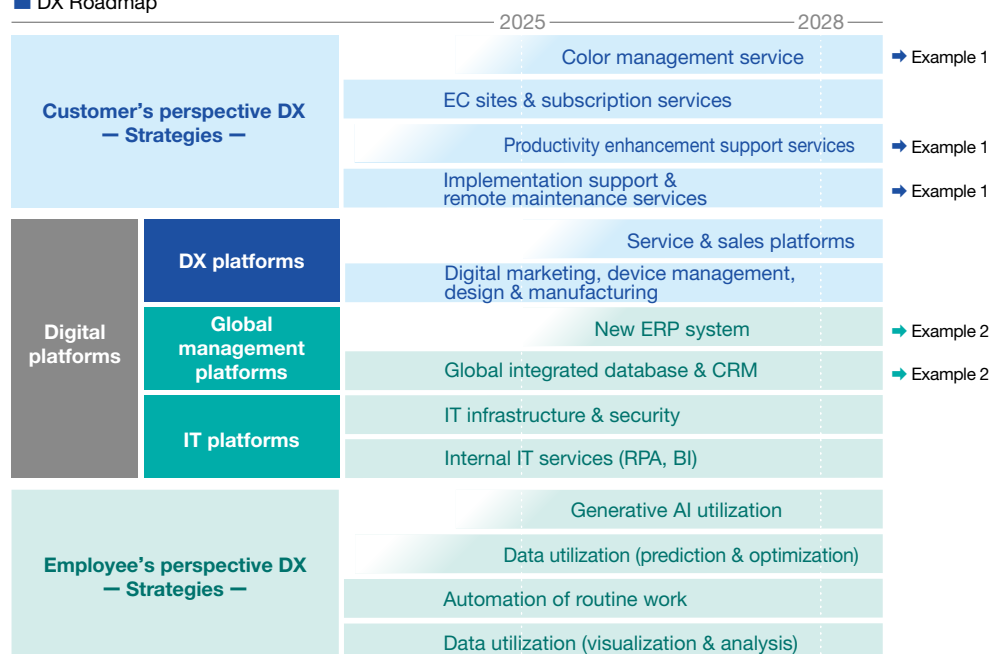 DX Roadmap
2025
2028
Customer’s perspective DX
— Strategies —
Color management service
➡ Example 1
EC sites & subscription services
Productivity enhancement support services
➡ Example 1
Implementation support &
remote maintenance services
➡ Example 1
Digital
platforms
DX platforms
Service & sales platforms
Digital marketing, device management,
design & manufacturing
Global
management
platforms
New ERP system
➡ Example 2
Global integrated database & CRM
➡ Example 2
IT platforms
IT infrastructure & security
Internal IT services (RPA, BI)
Employee’s perspective DX
— Strategies —
Generative AI utilization
Data utilization (prediction & optimization)
Automation of routine work
Data utilization (visualization & analysis)